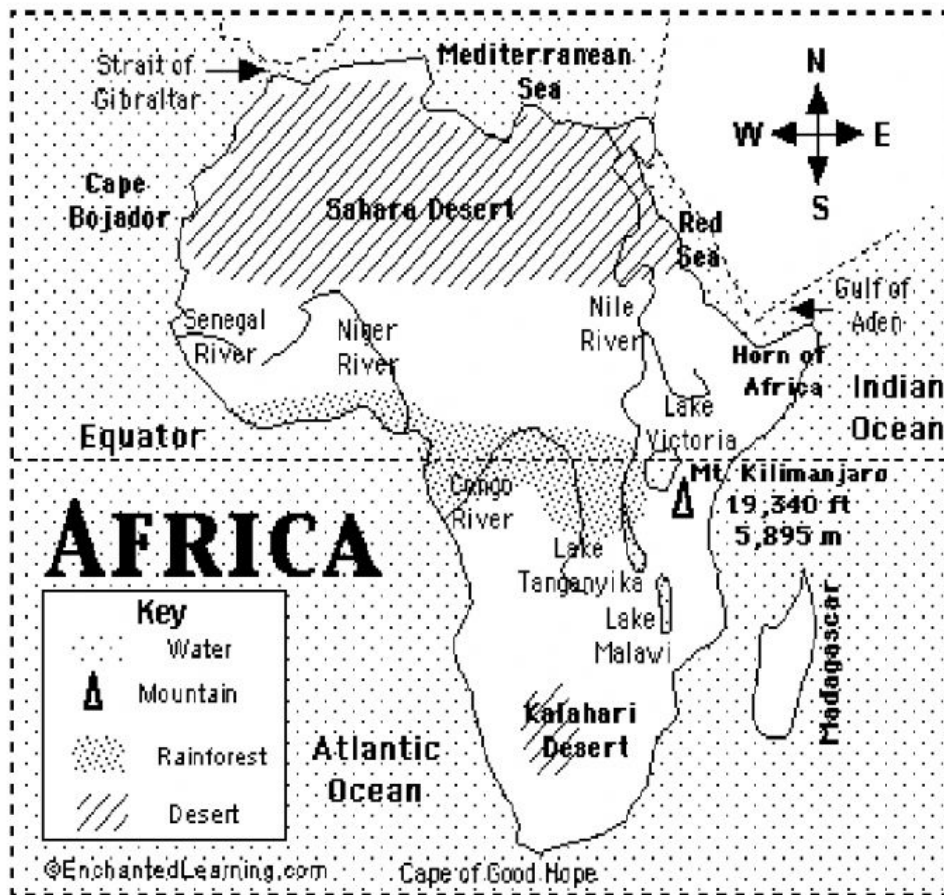 Strait of
Gibraltar
Mediterranean
Sea
N
W
E
S
Cape
Bojador
Sahara Desert
Red
Sea
Gulf of
Aden
Senegal
River
Niger
River
Nile
River
Horn of
Africa
Indian
Ocean
Lake
Victoria
Equator
Mt. Kilimanjaro
19,340 ft
5,895 m
Congo
River
AFRICA
Lake
Tanganyika
Lake
Malawi
Madagascar
Key
Water
Mountain
Rainforest
Desert
Kalahari
Desert
Atlantic
Ocean
©EnchantedLearning.com
Cape of Good Hope